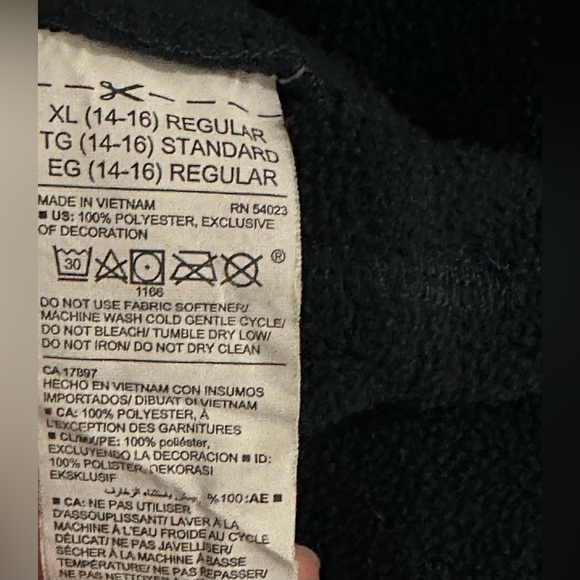 XL (14-16) REGULAR
TG (14-16) STANDARD
EG (14-16) REGULAR
MADE IN VIETNAM RN 54023
■ US: 100% POLYESTER, EXCLUSIVE
OF DECORATION
30 ®
1166
DO NOT USE FABRIC SOFTENER/
MACHINE WASH COLD GENTLE CYCLE/
DO NOT BLEACH/ TUMBLE DRY LOW/
DO NOT IRON/ DO NOT DRY CLEAN
CA 17897
HECHO EN VIETNAM CON INSUMOS
IMPORTADOS/ DIBUAT DI VIETNAM
■ CA: 100% POLYESTER, À
L'EXCEPTION DES GARNITURES
■ CL/MX/PE: 100% poliéster,
EXCLUYENDO LA DECORACION ■ ID:
100% POLISTER, DEKORASI
EKSKLUSIF
■ AE: 100%
■ CA: NE PAS UTILISER
D'ASSOUPLISSANT/ LAVER À LA
MACHINE À L'EAU FROIDE AU CYCLE
DÉLICAT/ NE PAS JAVELLISER/
SÉCHER À LA MACHINE À BASSE
TEMPÉRATURE/ NE PAS REPASSER/
NE PAS